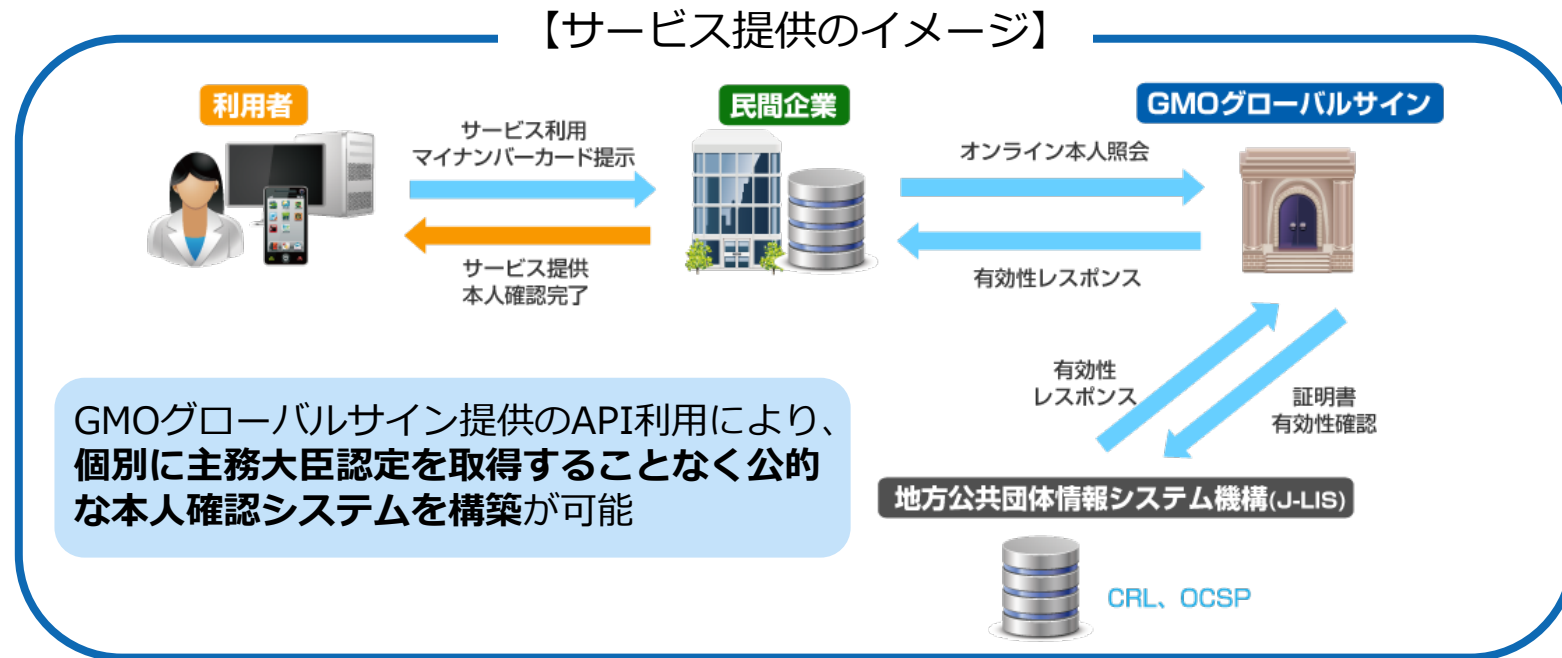 【サービス提供のイメージ】
利用者
民間企業
GMOグローバルサイン
サービス利用
マイナンバーカード提示
オンライン本人照会
サービス提供
本人確認完了
有効性レスポンス
有効性
レスポンス
証明書
有効性確認
GMOグローバルサイン提供のAPI利用により、
個別に主務大臣認定を取得することなく公的
な本人確認システムを構築が可能
地方公共団体情報システム機構(J-LIS)
CRL、OCSP